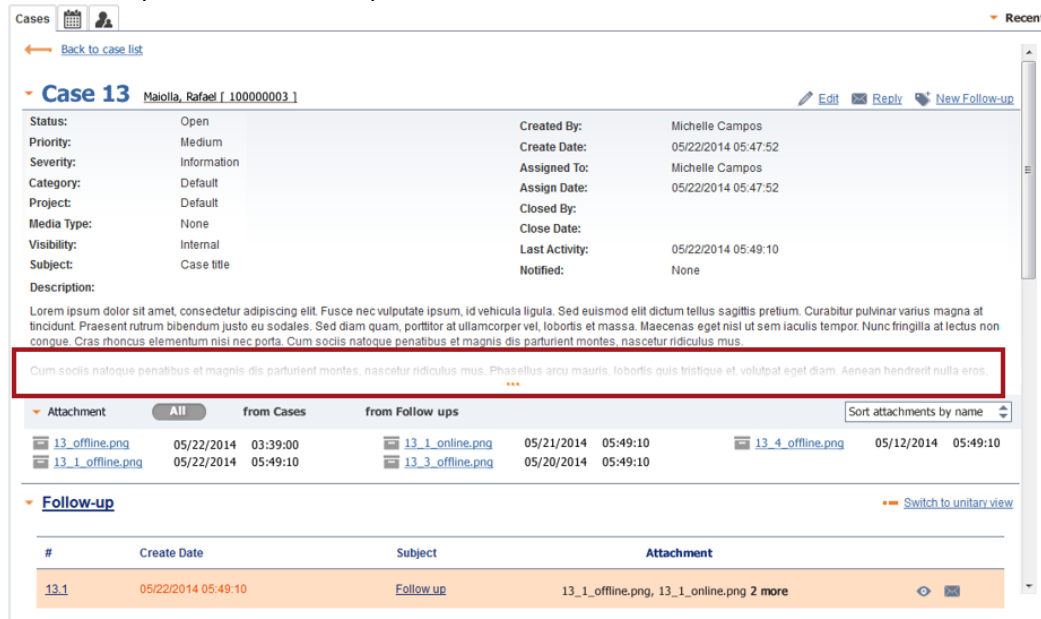 Cases
Recent
Back to case list
Case 13 Maiolla, Rafael [ 100000003 ]
Edit Reply New Follow-up
Status: Open
Created By: Michelle Campos
Priority: Medium
Create Date: 05/22/2014 05:47:52
Severity: Information
Assigned To: Michelle Campos
Category: Default
Assign Date: 05/22/2014 05:47:52
Project: Default
Closed By:
Media Type: None
Close Date:
Visibility: Internal
Last Activity: 05/22/2014 05:49:10
Subject: Case title
Notified: None
Description:
Lorem ipsum dolor sit amet, consectetur adipiscing elit. Fusce nec vulputate ipsum, id vehicula ligula. Sed euismod elit dictum tellus sagittis pretium. Curabitur pulvinar varius magna at
tincidunt. Praesent rutrum bibendum justo eu sodales. Sed diam quam, porttitor at ullamcorper vel, lobortis et massa. Maecenas eget nisl ut sem iaculis tempor. Nunc fringilla at lectus non
congue. Cras rhoncus elementum nisi nec porta. Cum sociis natoque penatibus et magnis dis parturient montes, nascetur ridiculus mus.
Cum sociis natoque penatibus et magnis dis parturient montes, nascetur ridiculus mus. Phasellus arcu mauris, lobortis quis tristique et, volutpat eget diam. Aenean hendrerit nulla eros,
...
Attachment All from Cases from Follow ups Sort attachments by name
13_offline.png 05/22/2014 03:39:00 13_1_online.png 05/21/2014 05:49:10 13_4_offline.png 05/12/2014 05:49:10
13_1_offline.png 05/22/2014 05:49:10 13_3_offline.png 05/20/2014 05:49:10
Follow-up Switch to unitary view
# Create Date Subject Attachment
13.1 05/22/2014 05:49:10 Follow up 13_1_offline.png, 13_1_online.png 2 more